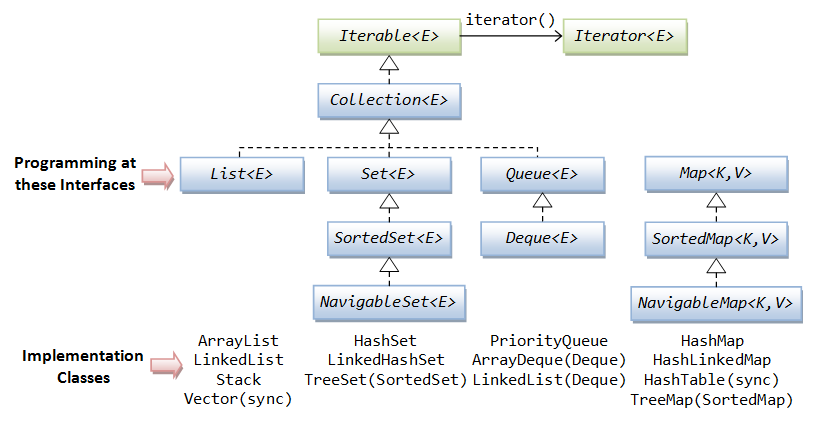 iterator()
Iterable<E>
Iterator<E>
Collection<E>
Programming at
these Interfaces
List<E>
Set<E>
Queue<E>
Map<K,V>
SortedSet<E>
Deque<E>
SortedMap<K,V>
NavigableSet<E>
NavigableMap<K,V>
Implementation
Classes
ArrayList
LinkedList
Stack
Vector(sync)
HashSet
LinkedHashSet
TreeSet(SortedSet)
PriorityQueue
ArrayDeque(Deque)
LinkedList(Deque)
HashMap
HashLinkedMap
HashTable(sync)
TreeMap(SortedMap)